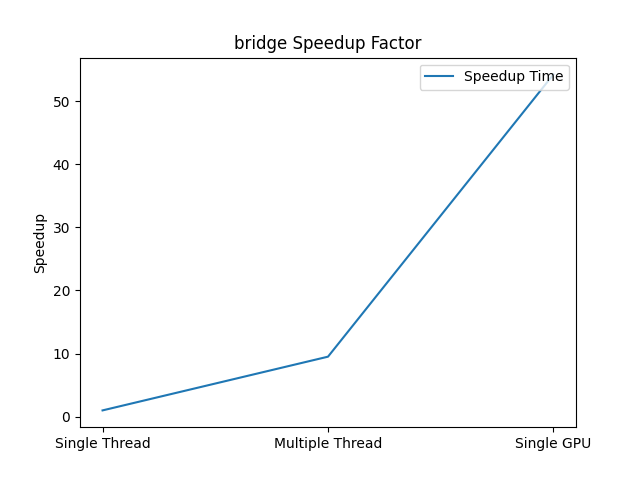 bridge Speedup Factor
Speedup Time
Speedup
50
40
30
20
10
0
Single Thread
Multiple Thread
Single GPU